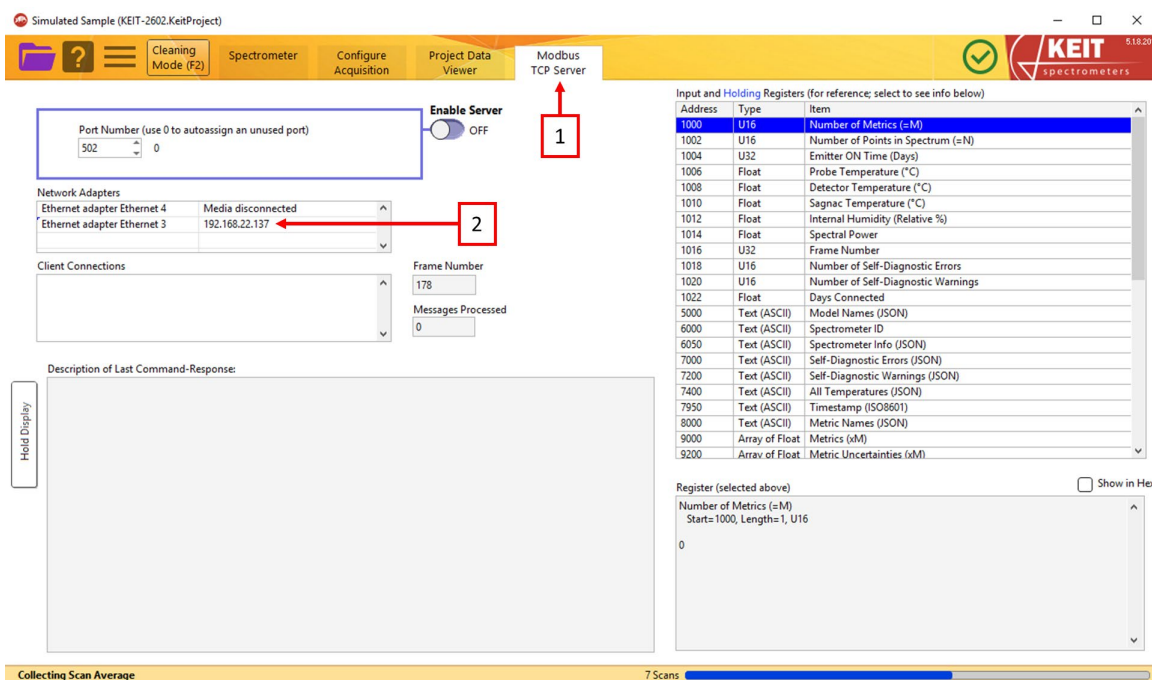 Simulated Sample (KEIT-2602.KeitProject)
?
Cleaning
Mode (F2)
Spectrometer
Configure
Acquisition
Project Data
Viewer
Modbus
TCP Server
KEIT
spectrometers
5.18.20
Enable Server
OFF
1
Port Number (use 0 to autoassign an unused port)
502 0
Network Adapters
Ethernet adapter Ethernet 4 Media disconnected
Ethernet adapter Ethernet 3 192.168.22.137
2
Client Connections
Frame Number
178
Messages Processed
0
Description of Last Command-Response:
Hold Display
Input and Holding Registers (for reference; select to see info below)
Address Type Item
1000 U16 Number of Metrics (=M)
1002 U16 Number of Points in Spectrum (=N)
1004 U32 Emitter ON Time (Days)
1006 Float Probe Temperature (°C)
1008 Float Detector Temperature (°C)
1010 Float Sagnac Temperature (°C)
1012 Float Internal Humidity (Relative %)
1014 Float Spectral Power
1016 U32 Frame Number
1018 U16 Number of Self-Diagnostic Errors
1020 U16 Number of Self-Diagnostic Warnings
1022 Float Days Connected
5000 Text (ASCII) Model Names (JSON)
6000 Text (ASCII) Spectrometer ID
6050 Text (ASCII) Spectrometer Info (JSON)
7000 Text (ASCII) Self-Diagnostic Errors (JSON)
7200 Text (ASCII) Self-Diagnostic Warnings (JSON)
7400 Text (ASCII) All Temperatures (JSON)
7950 Text (ASCII) Timestamp (ISO8601)
8000 Text (ASCII) Metric Names (JSON)
9000 Array of Float Metrics (xM)
9200 Array of Float Metric Uncertainties (xM)
Register (selected above)
Show in Hex
Number of Metrics (=M)
Start=1000, Length=1, U16
0
Collecting Scan Average
7 Scans